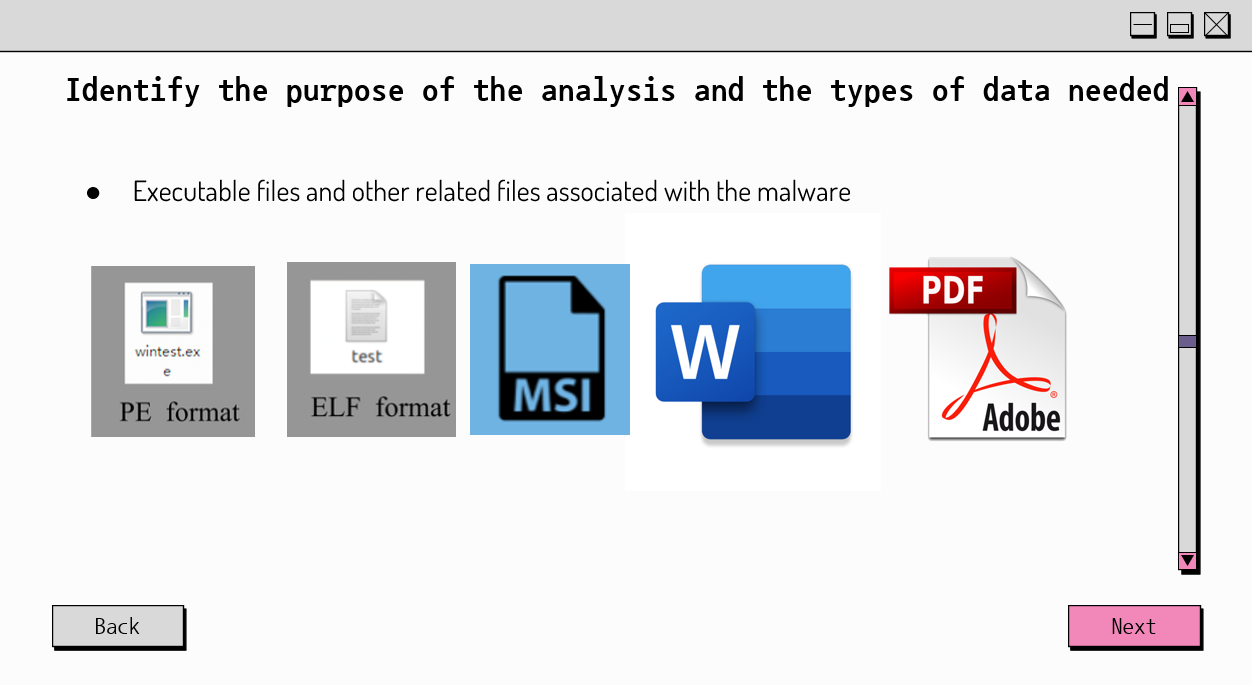 Identify the purpose of the analysis and the types of data needed
● Executable files and other related files associated with the malware
wintest.ex
e
PE format
test
ELF format
MSI
W
PDF
Adobe
Back
Next